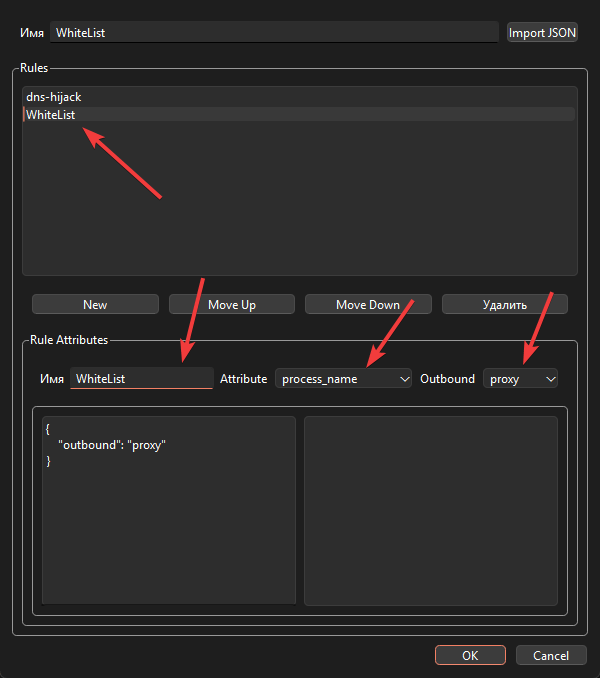 Имя WhiteList Import JSON
Rules
dns-hijack
WhiteList
New Move Up Move Down Удалить
Rule Attributes
Имя WhiteList Attribute process_name Outbound proxy
{
"outbound": "proxy"
}
OK Cancel